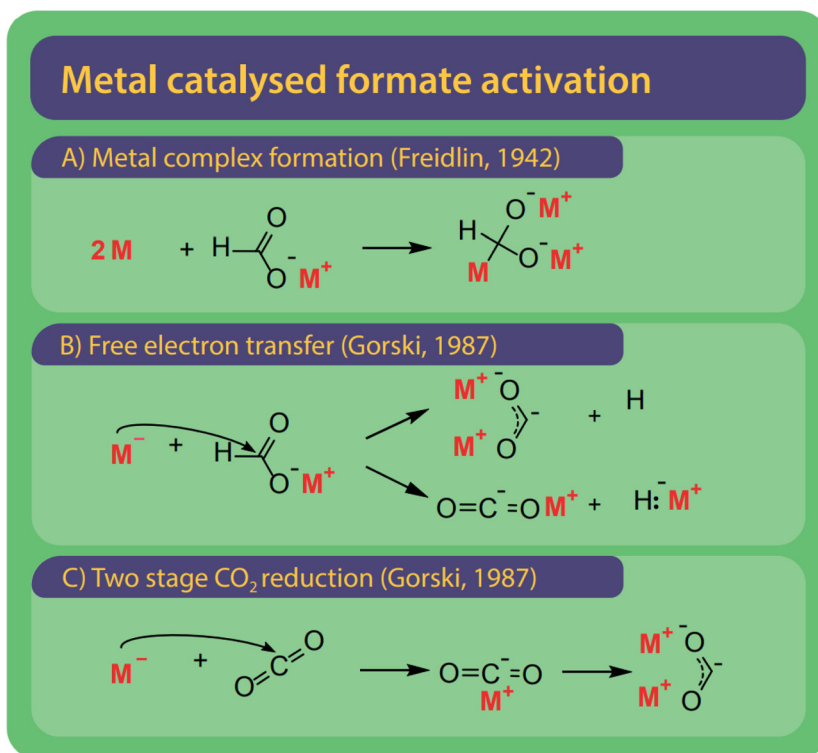 Metal catalysed formate activation
A) Metal complex formation (Freidlin, 1942)
2 M + H O O⁻ M⁺ H O⁻ M⁺ O⁻ M⁺ M
B) Free electron transfer (Gorski, 1987)
M⁻ + H O O⁻ M⁺
M⁺ ⁻O M⁺ O ⁻ + H
O=C⁻=O M⁺ + H:⁻ M⁺
C) Two stage CO₂ reduction (Gorski, 1987)
M⁻ + O=C=O O=C⁻=O M⁺ M⁺ ⁻O M⁺ O ⁻